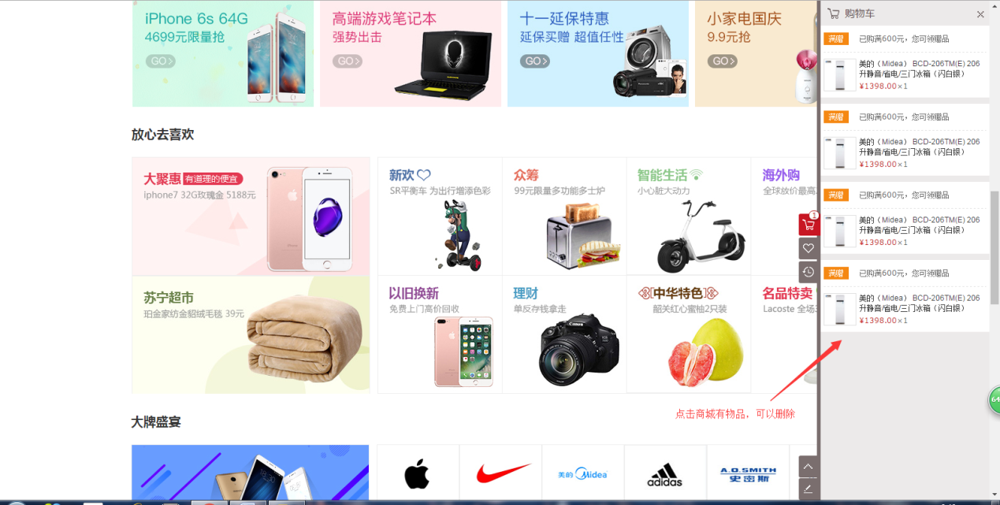 iPhone 6s 64G
4699元限量抢
GO >
高端游戏笔记本
强势出击
GO >
十一延保特惠
延保买赠 超值任性
GO >
小家电国庆
9.9元抢
GO >
放心去喜欢
大聚惠 有道理的便宜
iphone7 32G玫瑰金 5188元
新欢
SR平衡车 为出行增添色彩
众筹
99元限量多功能多士炉
智能生活
小心脏大动力
海外购
全球放价最高
苏宁超市
珀金家纺金貂绒毛毯 39元
以旧换新
免费上门高价回收
理财
单反存钱拿走
Canon
中华特色
韶关红心蜜柚2只装
名品特卖
Lacoste 全场
大牌盛宴
美的 Midea
adidas
A.O.SMITH
史密斯
购物车
满赠 已购满600元，您可领赠品
美的（Midea） BCD-206TM(E) 206
升静音/省电/三门冰箱（闪白银）
¥1398.00×1
满赠 已购满600元，您可领赠品
美的（Midea） BCD-206TM(E) 206
升静音/省电/三门冰箱（闪白银）
¥1398.00×1
满赠 已购满600元，您可领赠品
美的（Midea） BCD-206TM(E) 206
升静音/省电/三门冰箱（闪白银）
¥1398.00×1
满赠 已购满600元，您可领赠品
美的（Midea） BCD-206TM(E) 206
升静音/省电/三门冰箱（闪白银）
¥1398.00×1
1
点击商城有物品，可以删除
64